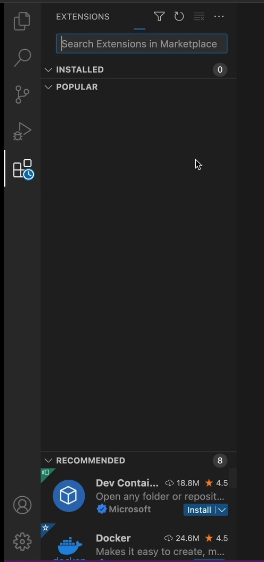 EXTENSIONS
Search Extensions in Marketplace
INSTALLED 0
POPULAR
RECOMMENDED 8
Dev Contai... 18.8M 4.5
Open any folder or reposit...
Microsoft Install
Docker 24.6M 4.5
Makes it easy to create, m...
docker